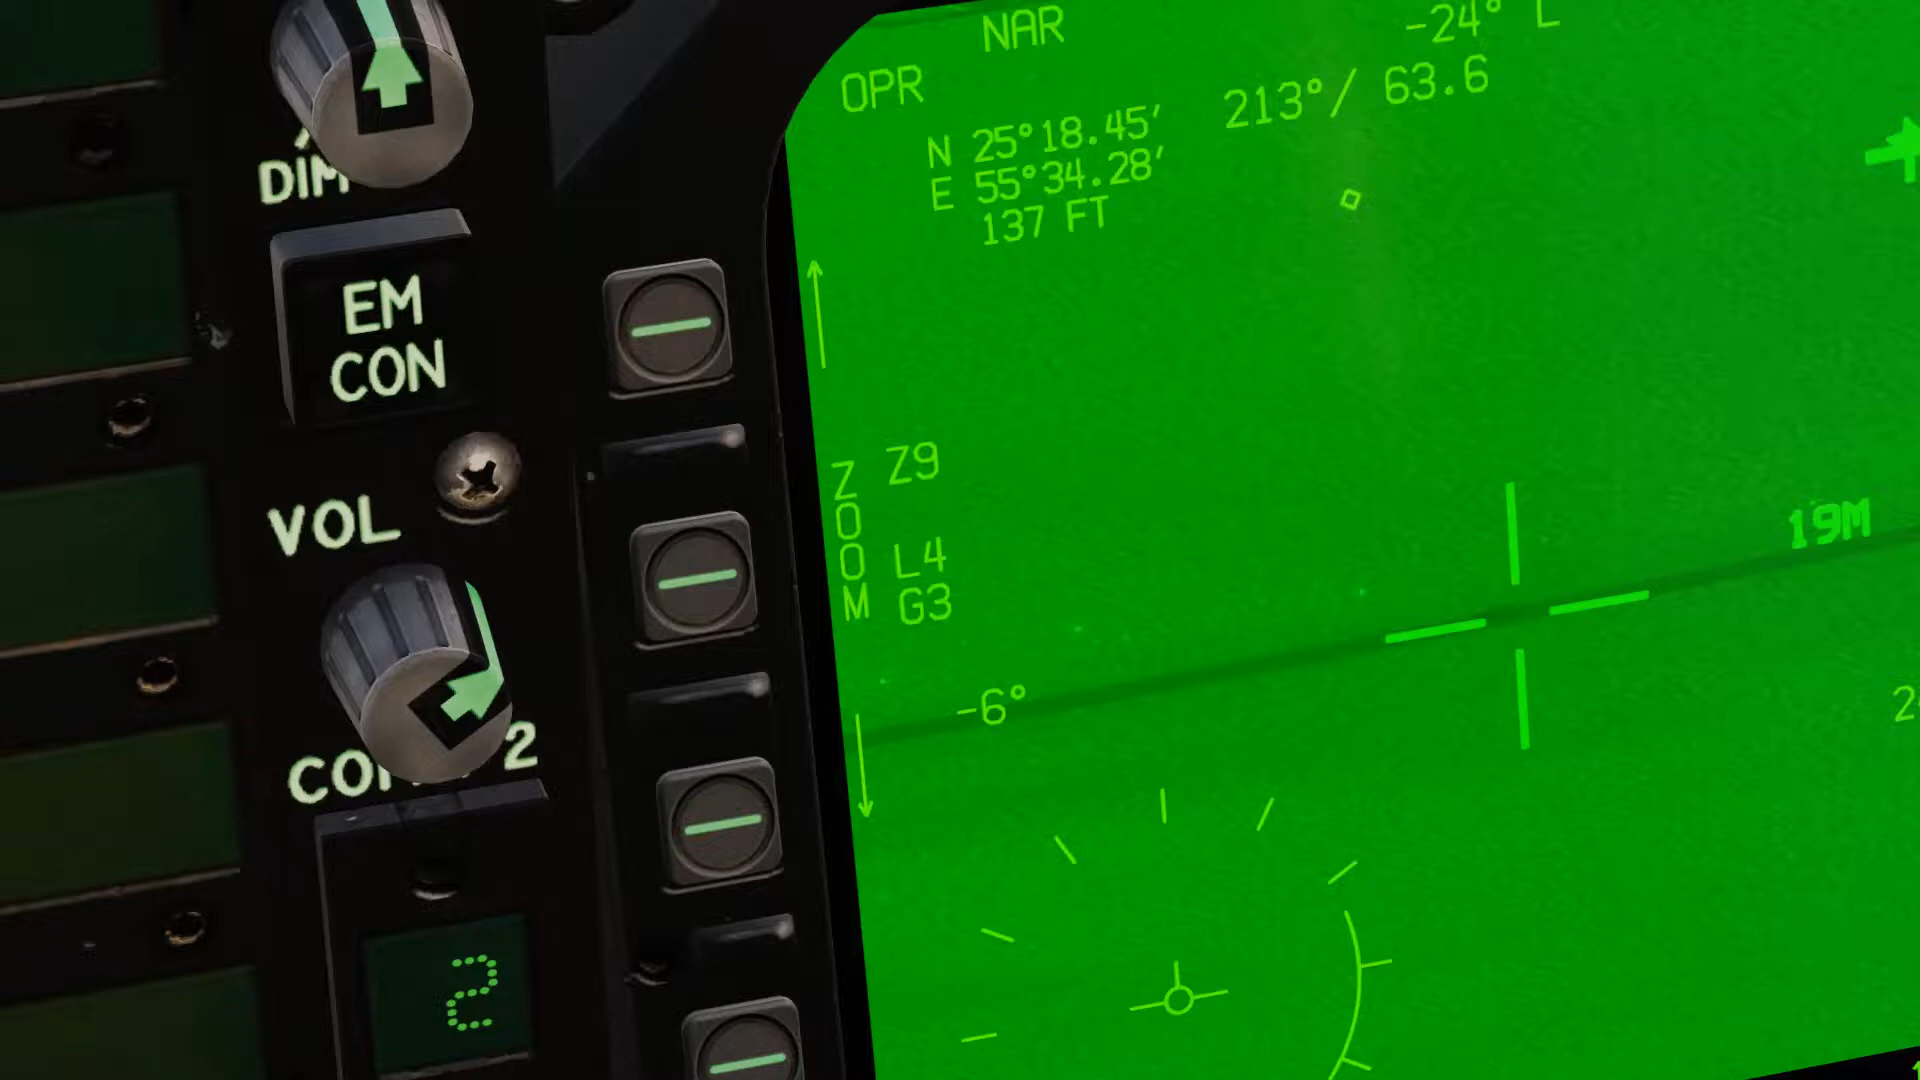 NAR
-24° L
OPR
213°/ 63.6
N 25°18.45′
E 55°34.28′
137 FT
DIM
EM
CON
ZOOM
Z9
L4
G3
19M
VOL
-6°
2
2